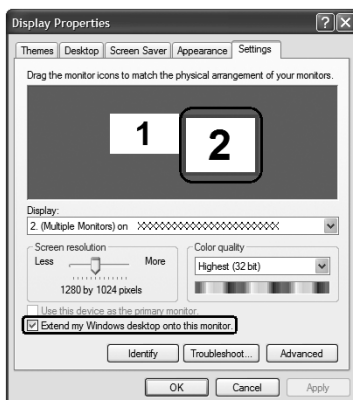 Display Properties
Themes Desktop Screen Saver Appearance Settings
Drag the monitor icons to match the physical arrangement of your monitors.
1 2
Display:
2. (Multiple Monitors) on XXXXXXXXXXXXXXXXXXXXXX
Screen resolution
Less More
1280 by 1024 pixels
Color quality
Highest (32 bit)
Use this device as the primary monitor.
Extend my Windows desktop onto this monitor.
Identify Troubleshoot... Advanced
OK Cancel Apply